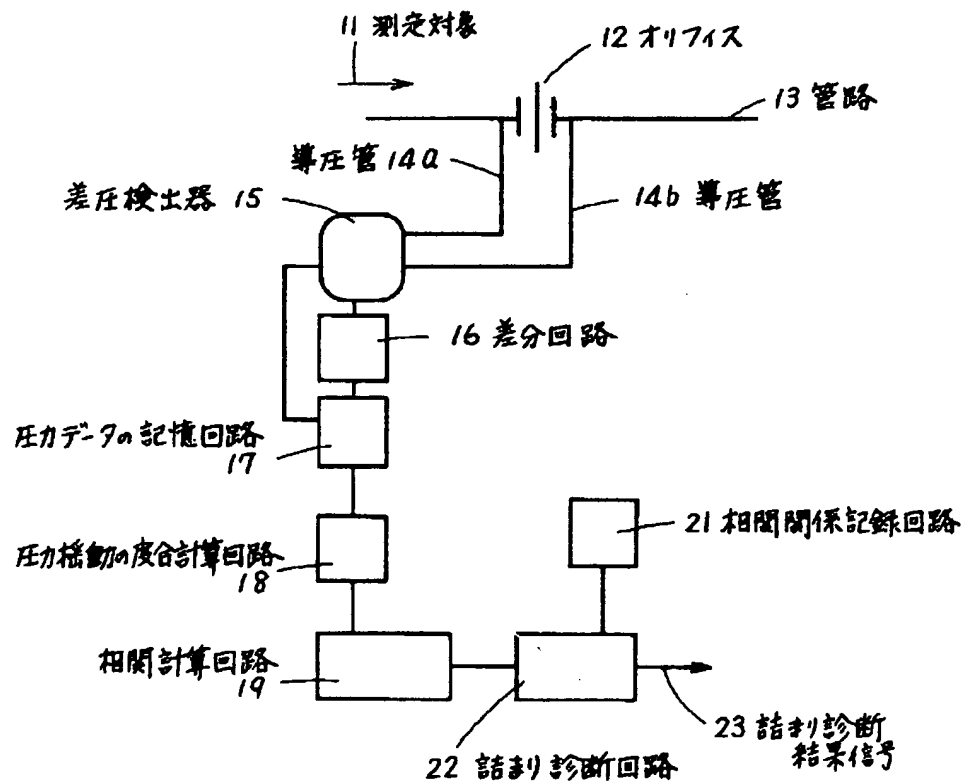 11 測定対象
12 オリフィス
13 管路
導圧管 14a
差圧検出器 15
14b 導圧管
16 差分回路
圧力データの記憶回路
17
21 相関関係記録回路
圧力揺動の度合計算回路
18
相関計算回路
19
23 詰まり診断
結果信号
22 詰まり診断回路